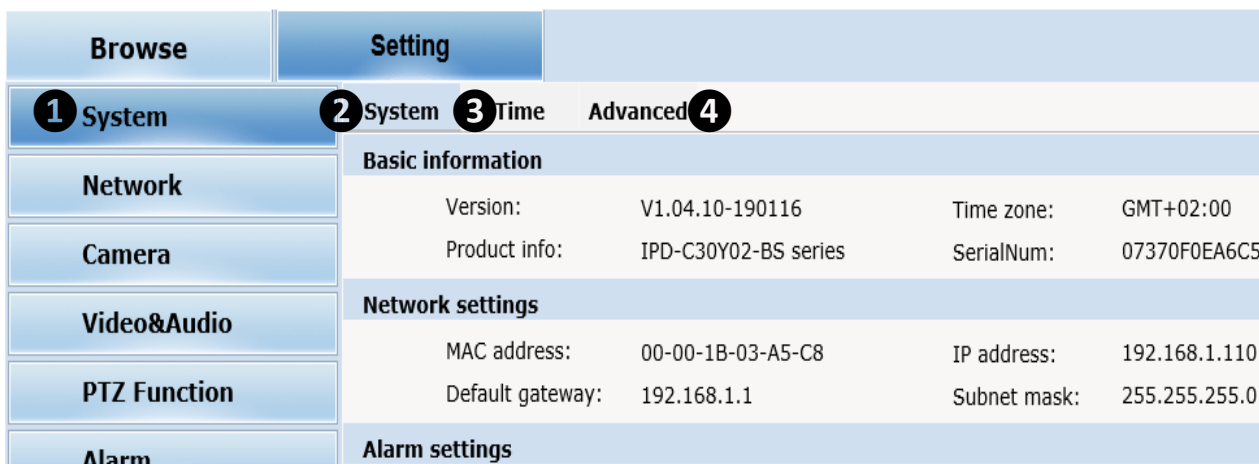 Browse Setting
1 System 2 System 3 Time Advanced 4
Basic information
Network
Version: V1.04.10-190116 Time zone: GMT+02:00
Camera
Product info: IPD-C30Y02-BS series SerialNum: 07370F0EA6C5
Network settings
Video&Audio
MAC address: 00-00-1B-03-A5-C8 IP address: 192.168.1.110
PTZ Function
Default gateway: 192.168.1.1 Subnet mask: 255.255.255.0
Alarm
Alarm settings